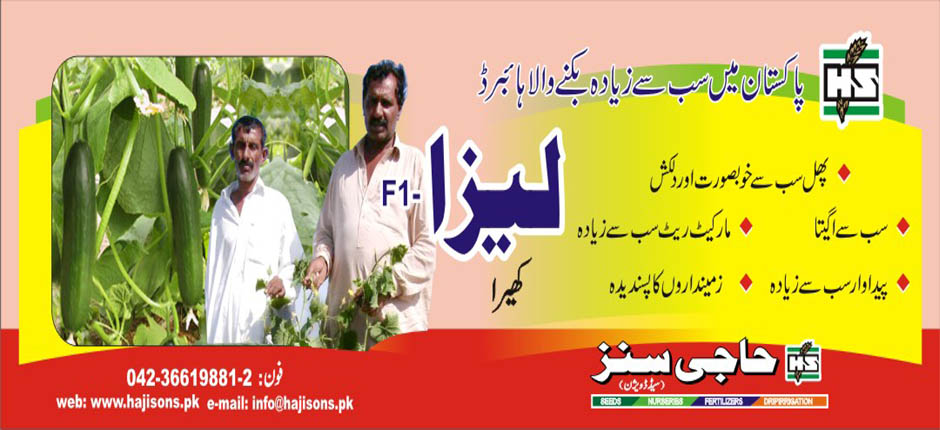 پاکستان میں سب سے زیادہ بکنے والا ہائبرڈ
HS
لیزا -F1
کھیرا
پھل سب سے خوبصورت اور دلکش
سب سے اگیتا
مارکیٹ ریٹ سب سے زیادہ
پیداوار سب سے زیادہ
زمینداروں کا پسندیدہ
حاجی سنز
HS
(سیڈ ڈویژن)
SEEDS NURSERIES FERTILIZERS DRIP IRRIGATION
فون: 042-36619881-2
web: www.hajisons.pk e-mail: info@hajisons.pk